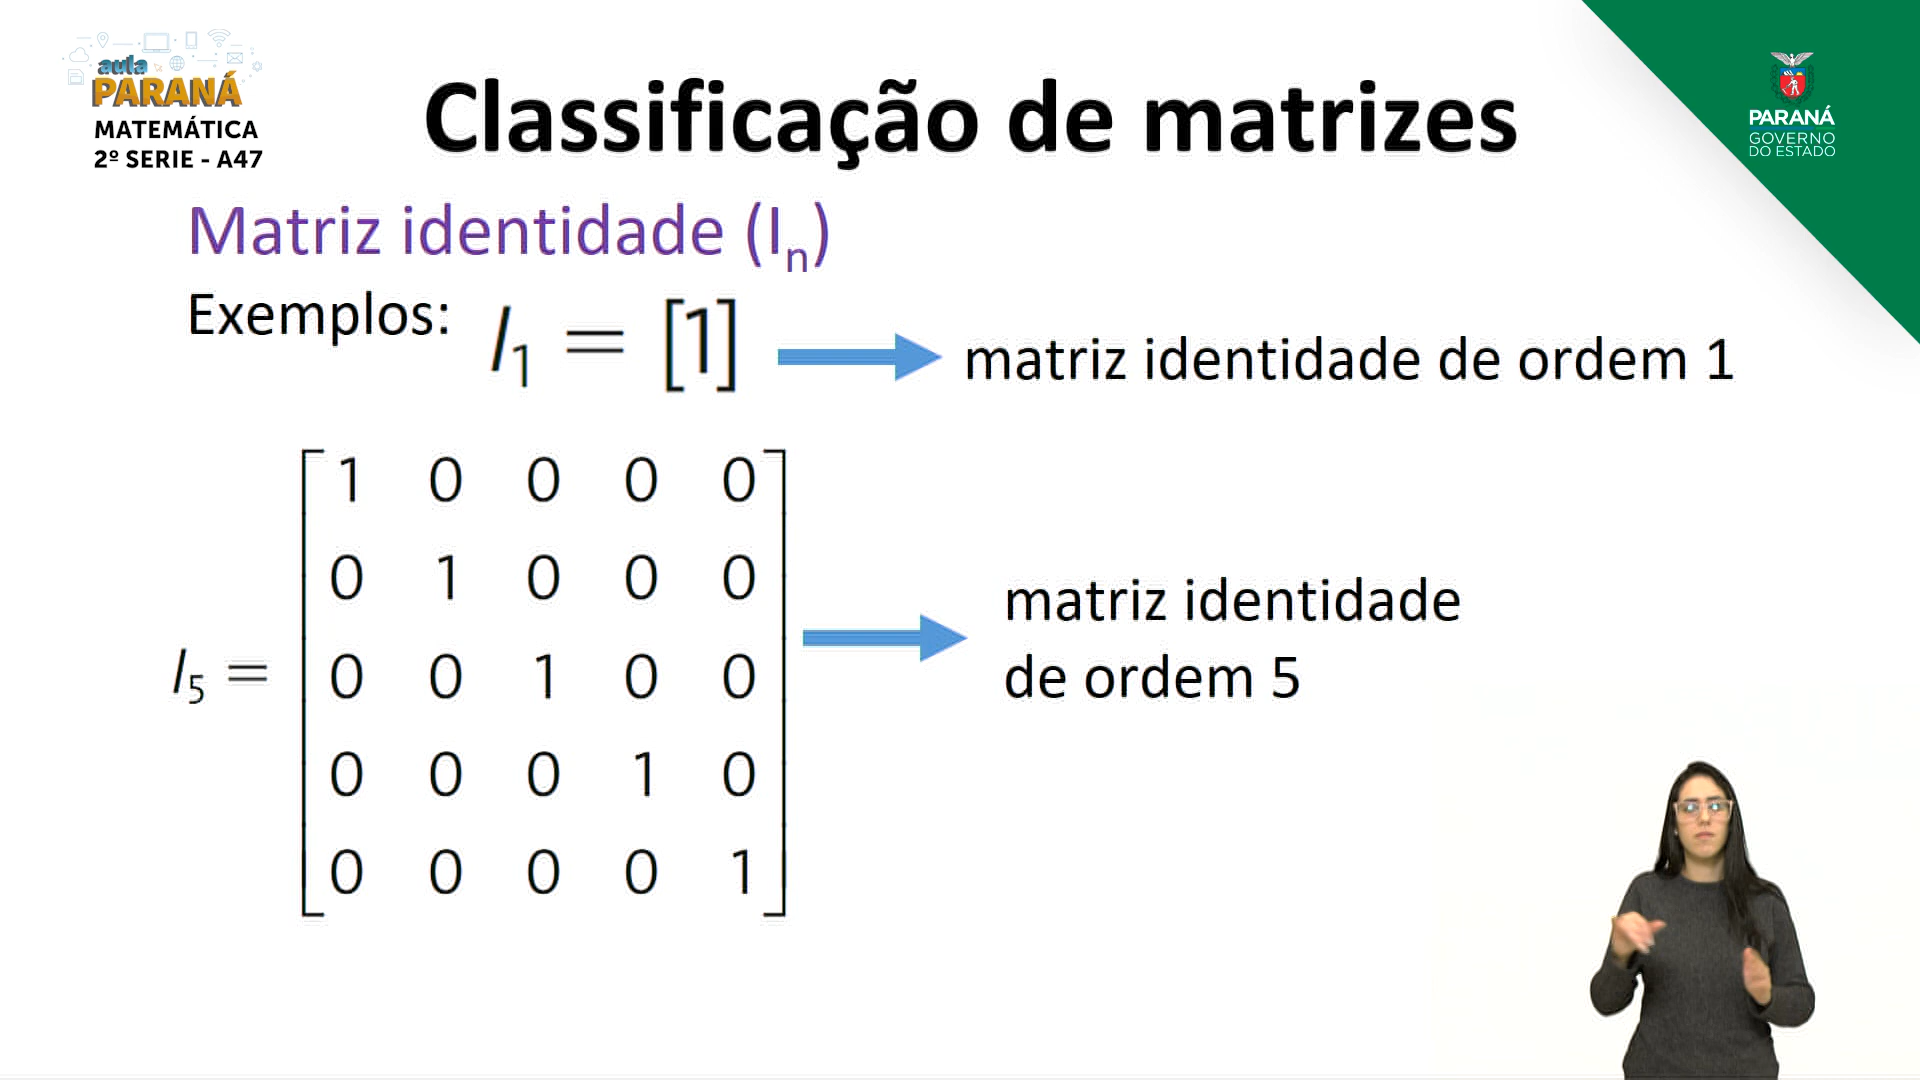 aula
PARANÁ
MATEMÁTICA
2º SERIE - A47
Classificação de matrizes
PARANÁ
GOVERNO
DO ESTADO
Matriz identidade (Iₙ)
Exemplos: I₁ = [1] matriz identidade de ordem 1
I₅ =
1 0 0 0 0
0 1 0 0 0
0 0 1 0 0
0 0 0 1 0
0 0 0 0 1
matriz identidade
de ordem 5